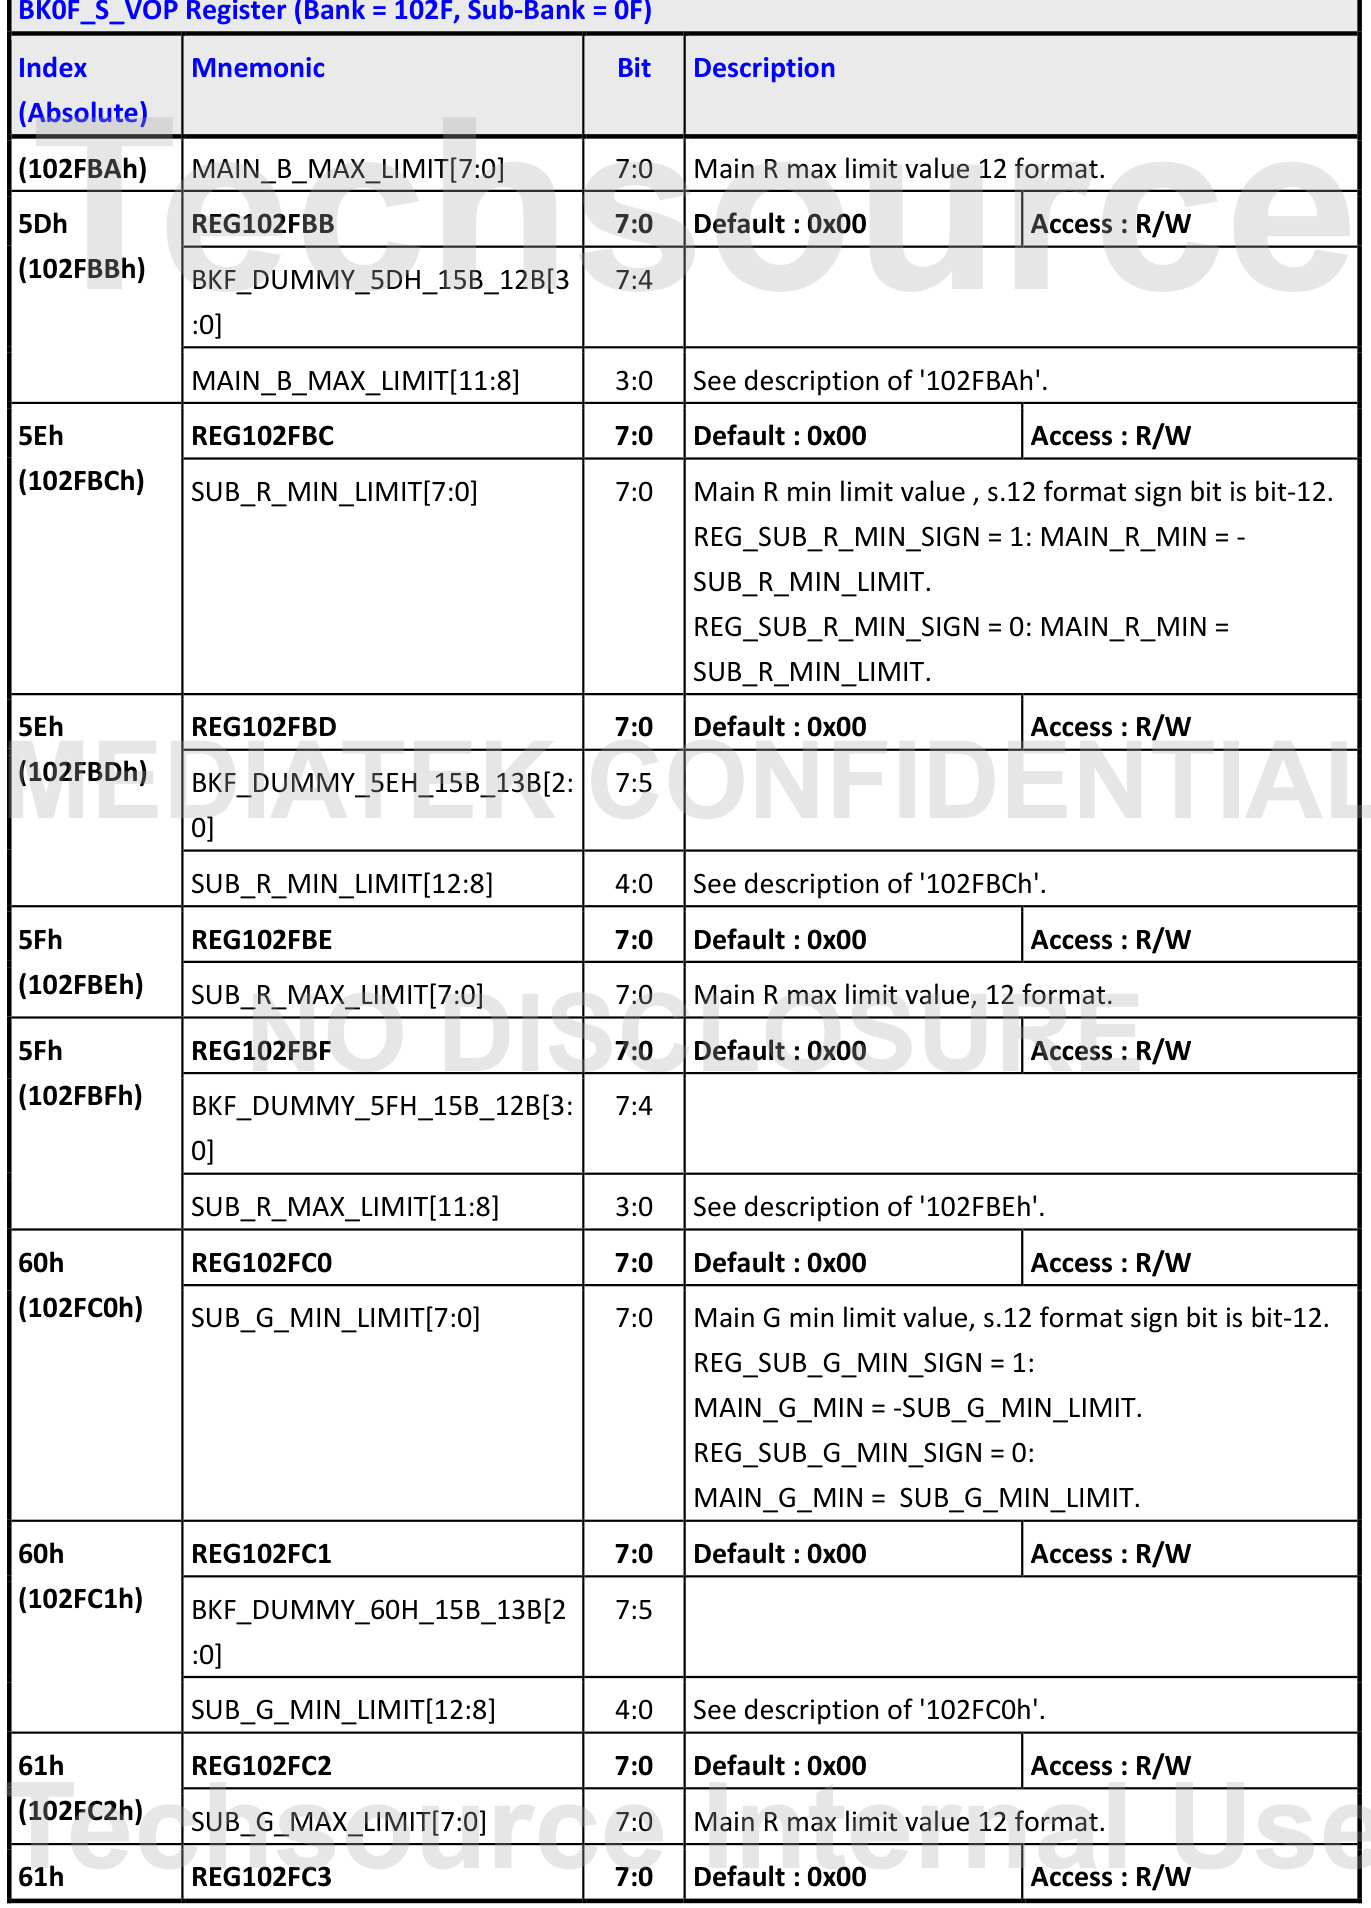 BK0F_S_VOP Register (Bank = 102F, Sub-Bank = 0F)
Index Mnemonic Bit Description
(Absolute)
(102FBAh) MAIN_B_MAX_LIMIT[7:0] 7:0 Main R max limit value 12 format.
5Dh REG102FBB 7:0 Default : 0x00 Access : R/W
(102FBBh) BKF_DUMMY_5DH_15B_12B[3 7:4
:0]
MAIN_B_MAX_LIMIT[11:8] 3:0 See description of '102FBAh'.
Techsource
5Eh REG102FBC 7:0 Default : 0x00 Access : R/W
(102FBCh) SUB_R_MIN_LIMIT[7:0] 7:0 Main R min limit value , s.12 format sign bit is bit-12.
REG_SUB_R_MIN_SIGN = 1: MAIN_R_MIN = -
SUB_R_MIN_LIMIT.
REG_SUB_R_MIN_SIGN = 0: MAIN_R_MIN =
SUB_R_MIN_LIMIT.
5Eh REG102FBD 7:0 Default : 0x00 Access : R/W
(102FBDh) BKF_DUMMY_5EH_15B_13B[2: 7:5
0]
MEDIATEK CONFIDENTIAL
SUB_R_MIN_LIMIT[12:8] 4:0 See description of '102FBCh'.
5Fh REG102FBE 7:0 Default : 0x00 Access : R/W
(102FBEh) SUB_R_MAX_LIMIT[7:0] 7:0 Main R max limit value, 12 format.
NO DISCLOSURE
5Fh REG102FBF 7:0 Default : 0x00 Access : R/W
(102FBFh) BKF_DUMMY_5FH_15B_12B[3: 7:4
0]
SUB_R_MAX_LIMIT[11:8] 3:0 See description of '102FBEh'.
60h REG102FC0 7:0 Default : 0x00 Access : R/W
(102FC0h) SUB_G_MIN_LIMIT[7:0] 7:0 Main G min limit value, s.12 format sign bit is bit-12.
REG_SUB_G_MIN_SIGN = 1:
MAIN_G_MIN = -SUB_G_MIN_LIMIT.
REG_SUB_G_MIN_SIGN = 0:
MAIN_G_MIN = SUB_G_MIN_LIMIT.
60h REG102FC1 7:0 Default : 0x00 Access : R/W
(102FC1h) BKF_DUMMY_60H_15B_13B[2 7:5
:0]
SUB_G_MIN_LIMIT[12:8] 4:0 See description of '102FC0h'.
61h REG102FC2 7:0 Default : 0x00 Access : R/W
(102FC2h) SUB_G_MAX_LIMIT[7:0] 7:0 Main R max limit value 12 format.
Techsource Internal Use
61h REG102FC3 7:0 Default : 0x00 Access : R/W